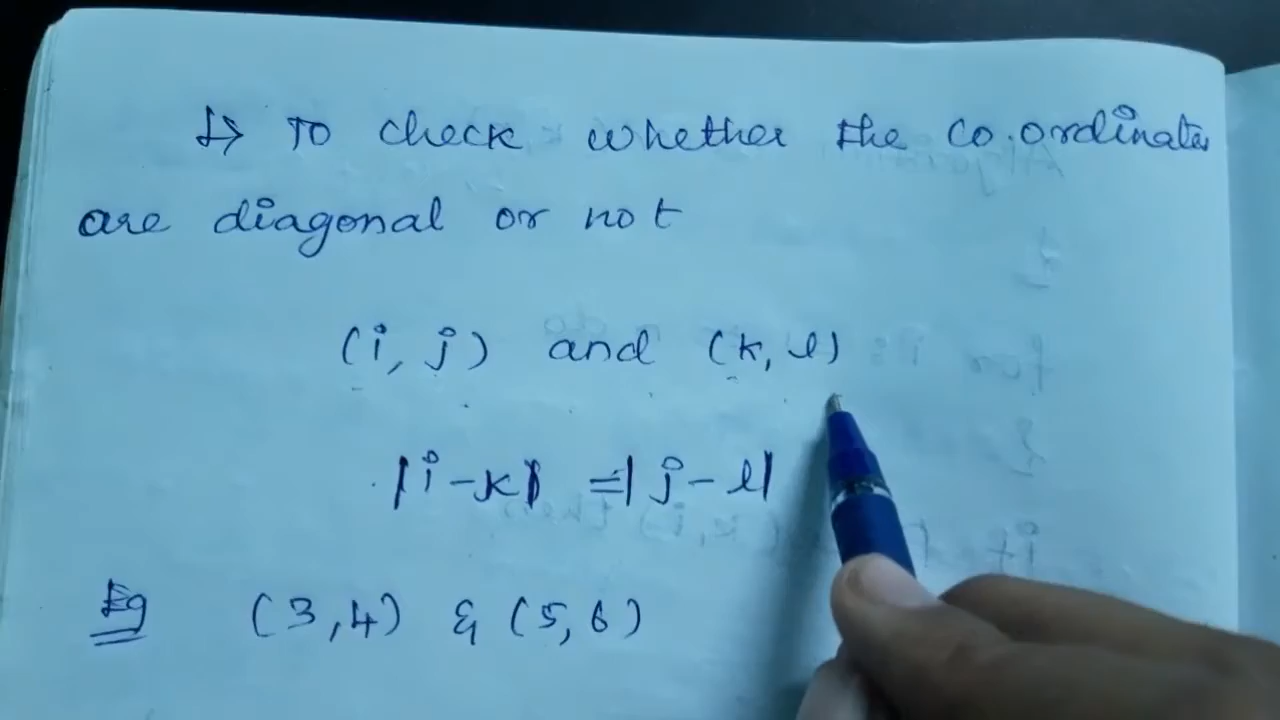 ↳ To check whether the co.ordinates
are diagonal or not
(i, j) and (k, l)
|i-k| =|j-l|
Eg (3,4) & (5,6)